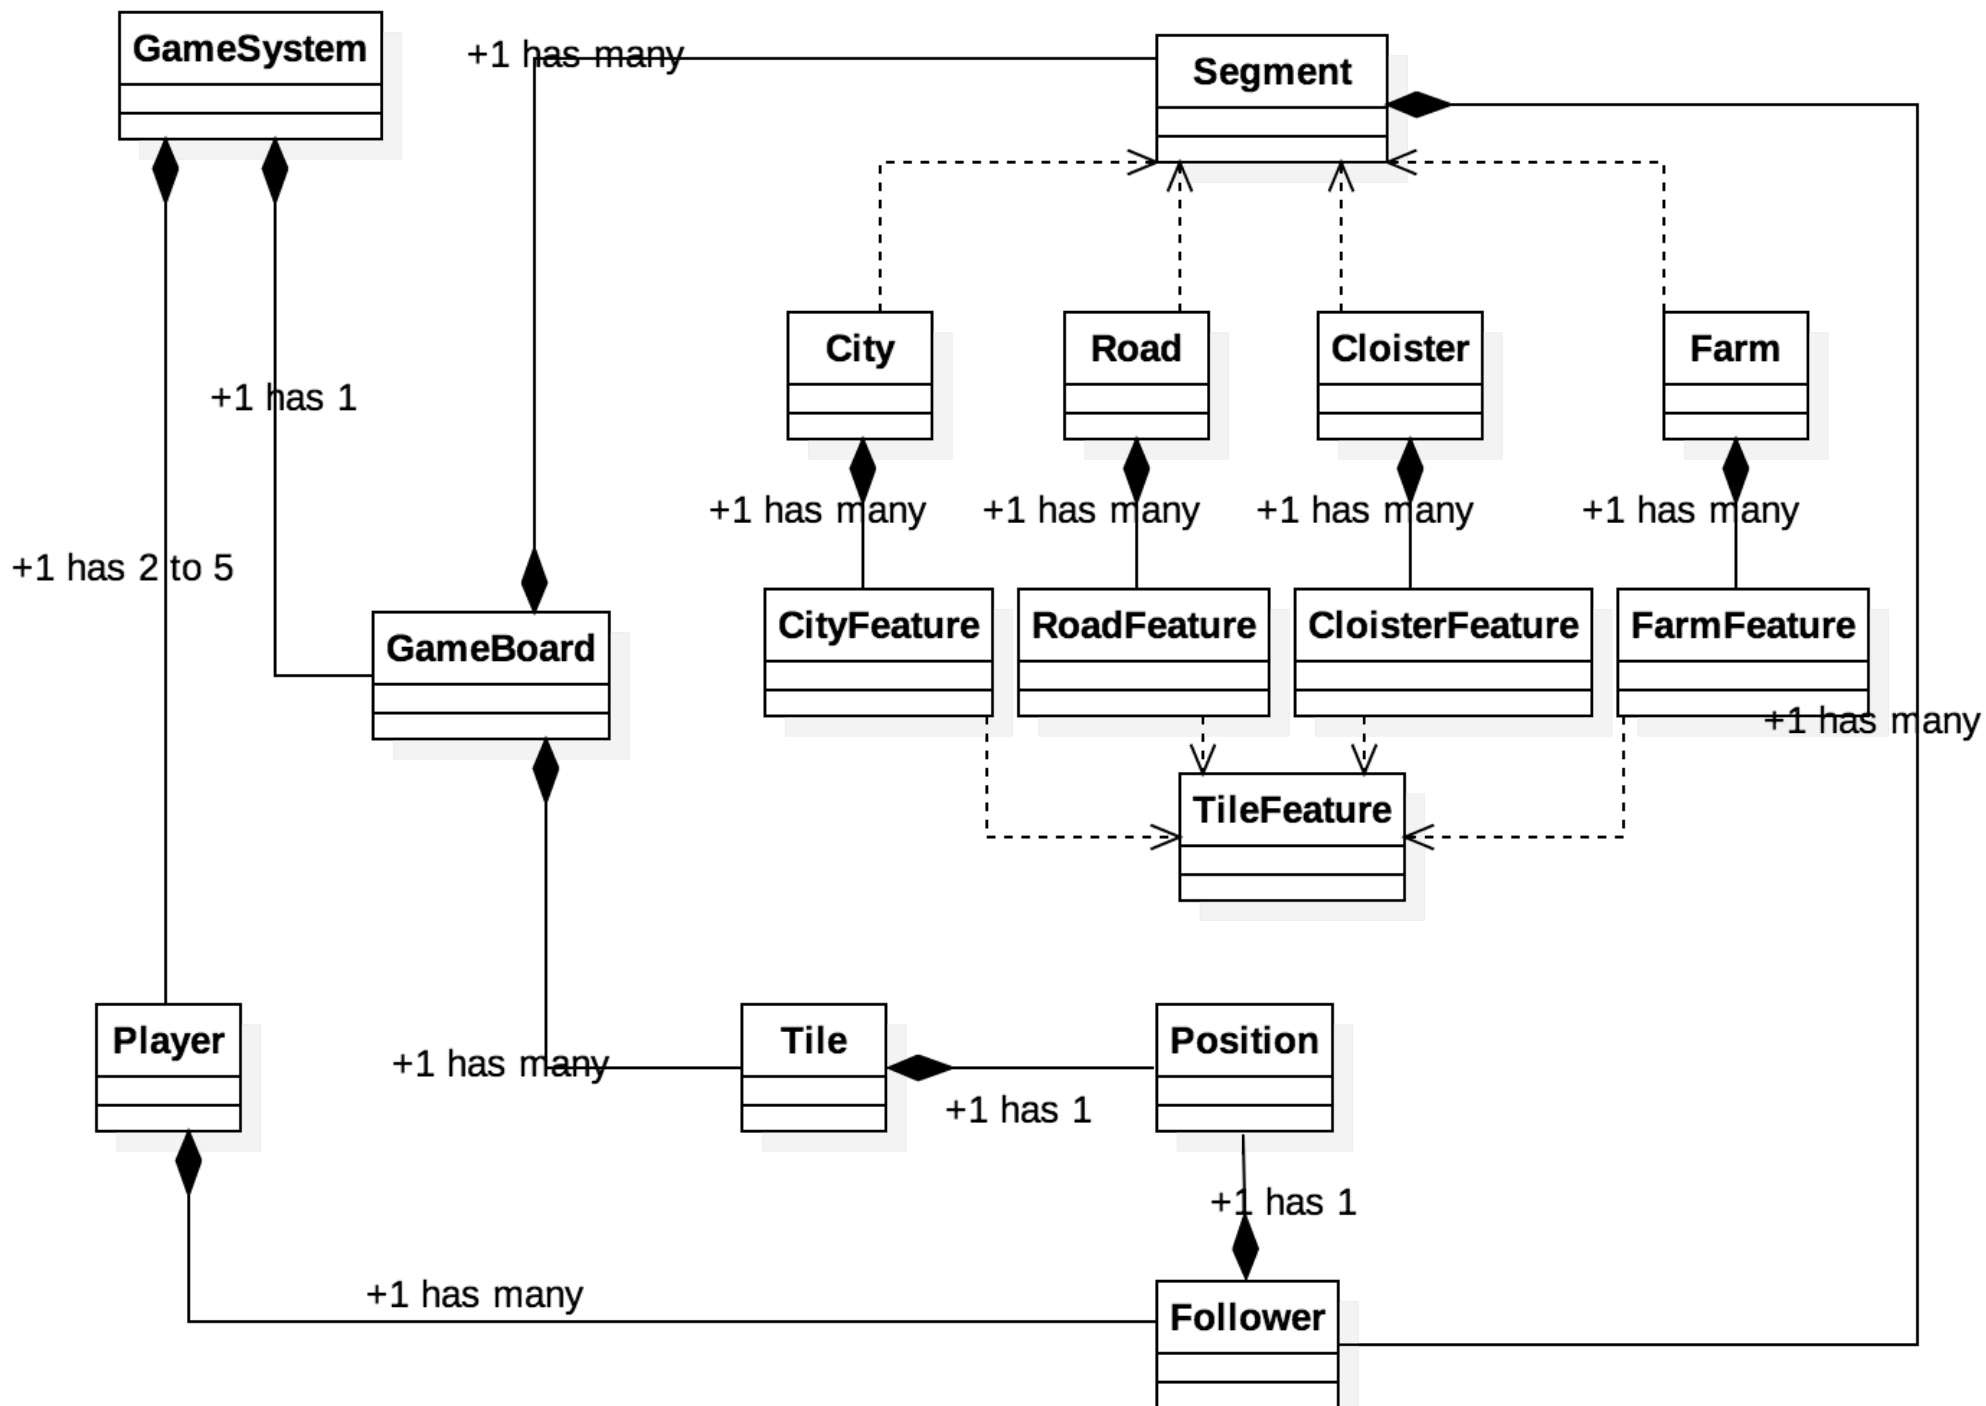 GameSystem
+1 has many
Segment
City
Road
Cloister
Farm
+1 has 1
+1 has many
+1 has many
+1 has many
+1 has many
+1 has 2 to 5
GameBoard
CityFeature
RoadFeature
CloisterFeature
FarmFeature
+1 has many
TileFeature
Player
Tile
Position
+1 has many
+1 has 1
+1 has 1
+1 has many
Follower